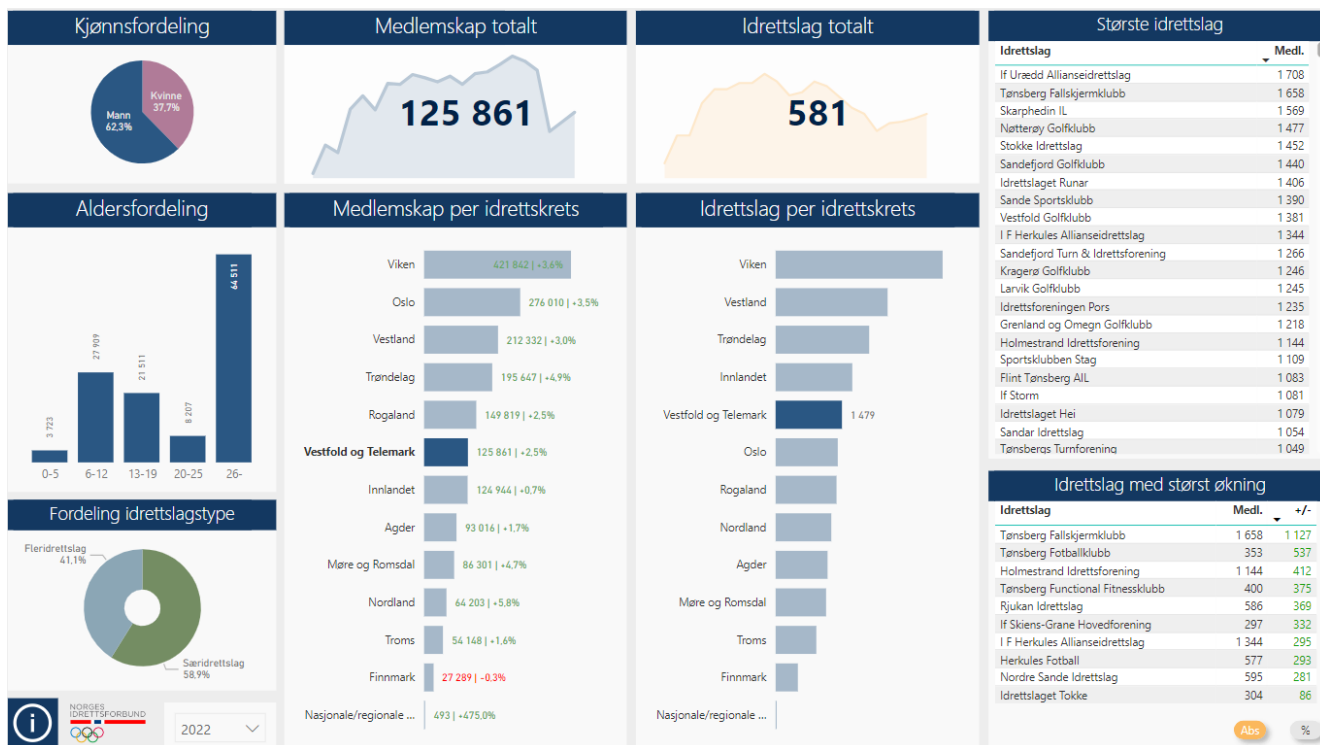 Kjønnsfordeling
Kvinne
37,7%
Mann
62,3%
Medlemskap totalt
125 861
Idrettslag totalt
581
Aldersfordeling
3 723
27 909
21 511
8 207
64 511
0-5 6-12 13-19 20-25 26-
Fordeling idrettslagstype
Fleridrettslag
41,1%
Særidrettslag
58,9%
i
NORGES
IDRETTSFORBUND
2022
Medlemskap per idrettskrets
Viken 421 842 | +3,6%
Oslo 276 010 | +3,5%
Vestland 212 332 | +3,0%
Trøndelag 195 647 | +4,9%
Rogaland 149 819 | +2,5%
Vestfold og Telemark 125 861 | +2,5%
Innlandet 124 944 | +0,7%
Agder 93 016 | +1,7%
Møre og Romsdal 86 301 | +4,7%
Nordland 64 203 | +5,8%
Troms 54 148 | +1,6%
Finnmark 27 289 | -0,3%
Nasjonale/regionale ... 493 | +475,0%
Idrettslag per idrettskrets
Viken
Vestland
Trøndelag
Innlandet
Vestfold og Telemark 1 479
Oslo
Rogaland
Nordland
Agder
Møre og Romsdal
Troms
Finnmark
Nasjonale/regionale ...
Største idrettslag
Idrettslag Medl.
If Urædd Allianseidrettslag 1 708
Tønsberg Fallskjermklubb 1 658
Skarphedin IL 1 569
Nøtterøy Golfklubb 1 477
Stokke Idrettslag 1 452
Sandefjord Golfklubb 1 440
Idrettslaget Runar 1 406
Sande Sportsklubb 1 390
Vestfold Golfklubb 1 381
I F Herkules Allianseidrettslag 1 344
Sandefjord Turn & Idrettsforening 1 266
Kragerø Golfklubb 1 246
Larvik Golfklubb 1 245
Idrettsforeningen Pors 1 235
Grenland og Omegn Golfklubb 1 218
Holmestrand Idrettsforening 1 144
Sportsklubben Stag 1 109
Flint Tønsberg AIL 1 083
If Storm 1 081
Idrettslaget Hei 1 079
Sandar Idrettslag 1 054
Tønsbergs Turnforening 1 049
Idrettslag med størst økning
Idrettslag Medl. +/-
Tønsberg Fallskjermklubb 1 658 1 127
Tønsberg Fotballklubb 353 537
Holmestrand Idrettsforening 1 144 412
Tønsberg Functional Fitnessklubb 400 375
Rjukan Idrettslag 586 369
If Skiens-Grane Hovedforening 297 332
I F Herkules Allianseidrettslag 1 344 295
Herkules Fotball 577 293
Nordre Sande Idrettslag 595 281
Idrettslaget Tokke 304 86
Abs %